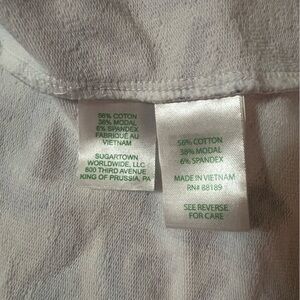 56% COTTON
38% MODAL
6% SPANDEX
FABRIQUÉ AU
VIETNAM
SUGARTOWN
WORLDWIDE, LLC
600 THIRD AVENUE
KING OF PRUSSIA, PA
56% COTTON
38% MODAL
6% SPANDEX
MADE IN VIETNAM
RN# 88189
SEE REVERSE
FOR CARE